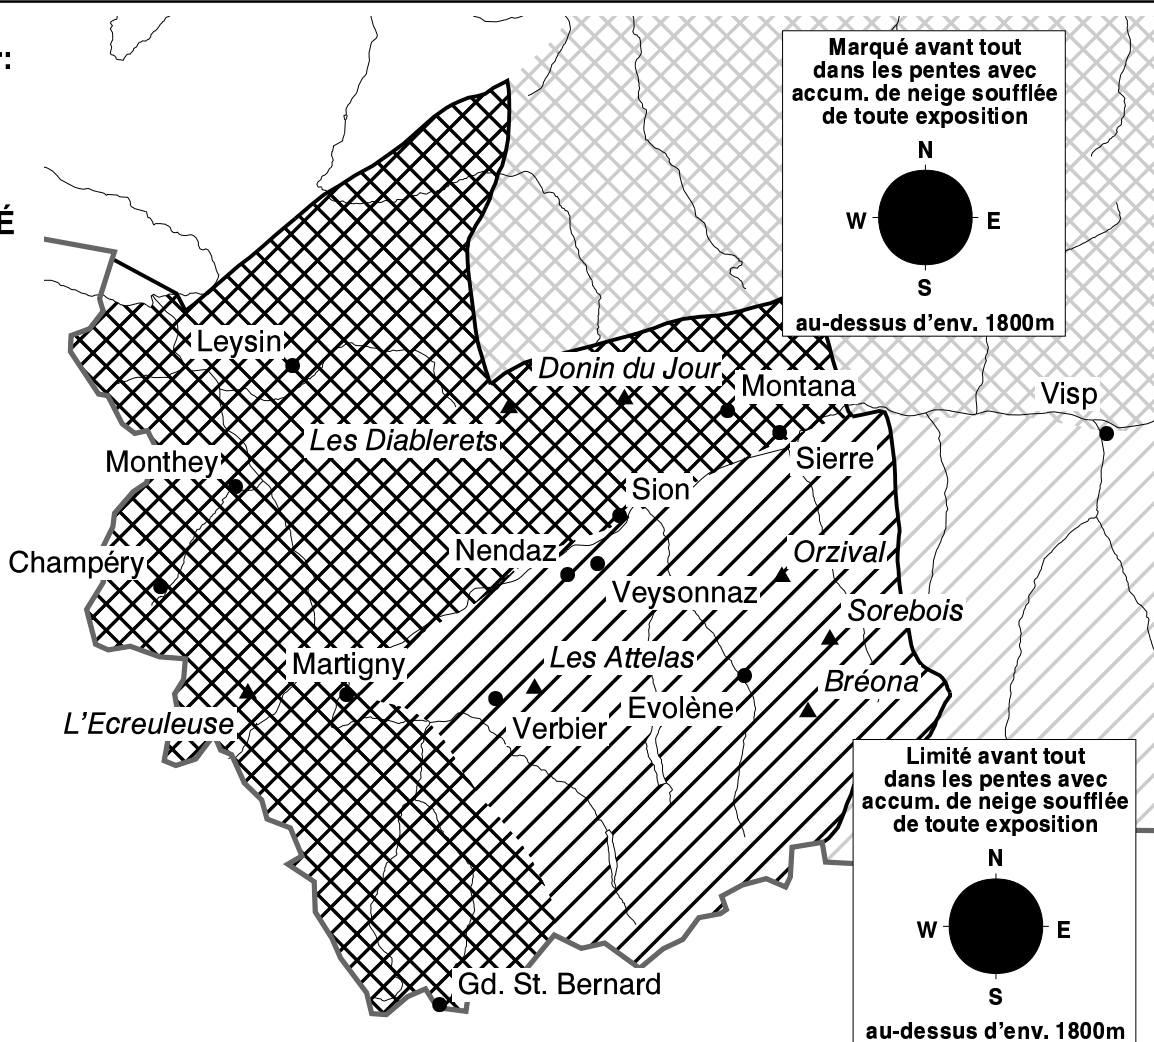 r:
É
Marqué avant tout
dans les pentes avec
accum. de neige soufflée
de toute exposition
N
W E
S
au-dessus d'env. 1800m
Leysin
Donin du Jour
Montana
Visp
Les Diablerets
Monthey
Sierre
Sion
Champéry
Nendaz
Orzival
Veysonnaz
Sorebois
Martigny
Les Attelas
Bréona
L'Ecreuleuse
Evolène
Verbier
Limité avant tout
dans les pentes avec
accum. de neige soufflée
de toute exposition
N
W E
S
Gd. St. Bernard
au-dessus d'env. 1800m